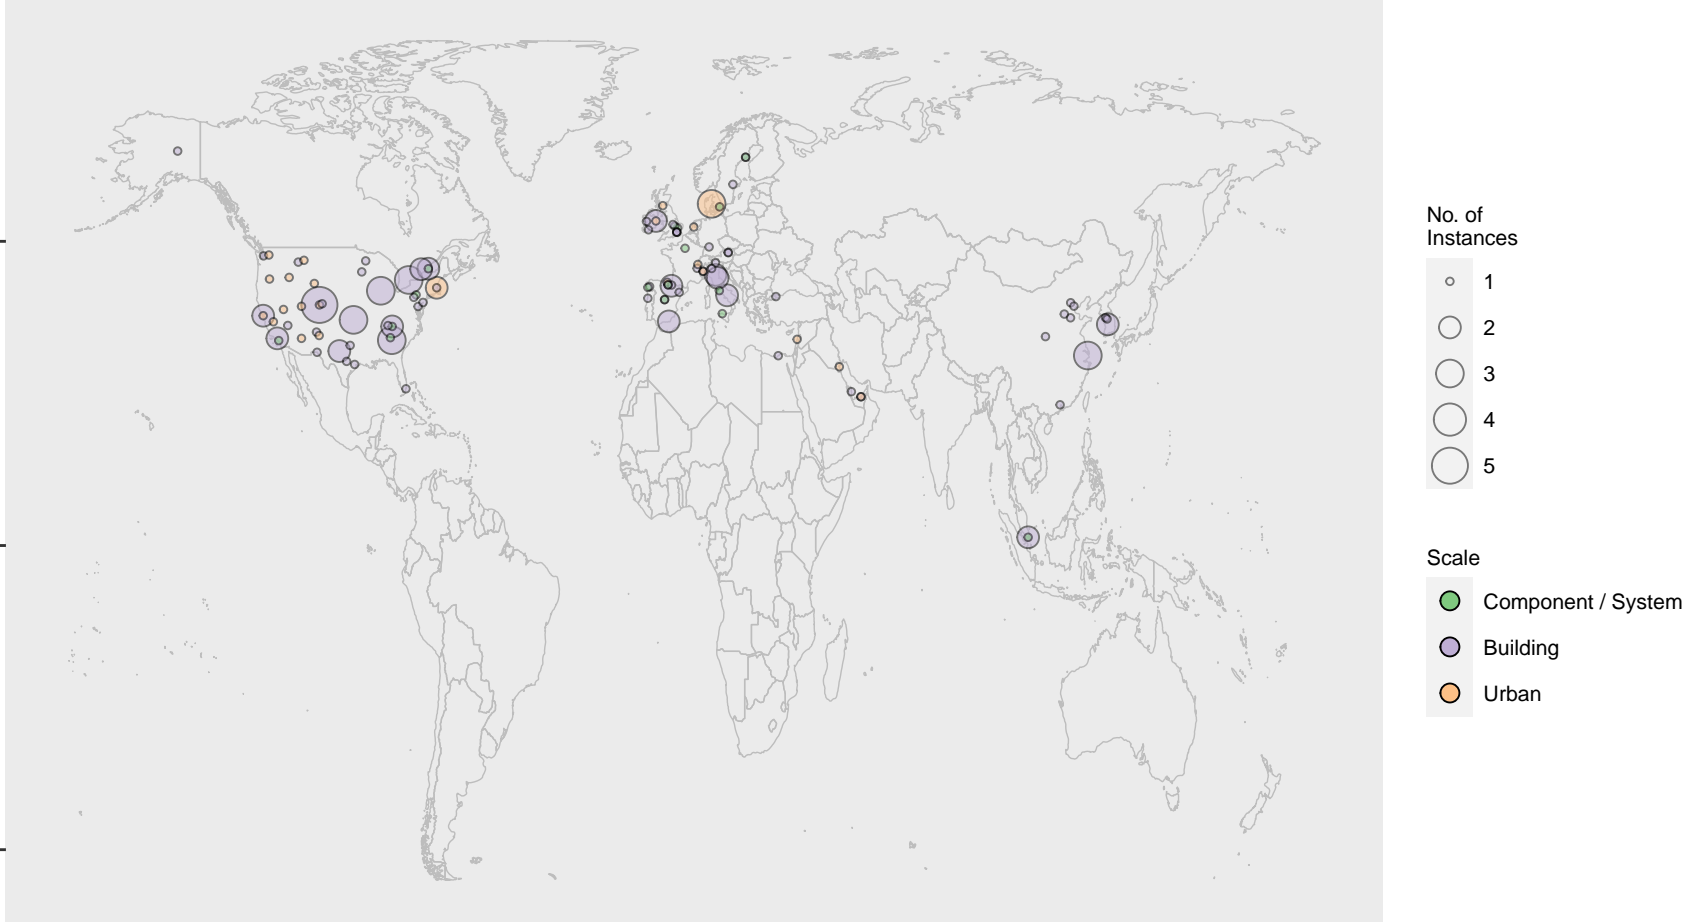 No. of
Instances
1
2
3
4
5
Scale
Component / System
Building
Urban